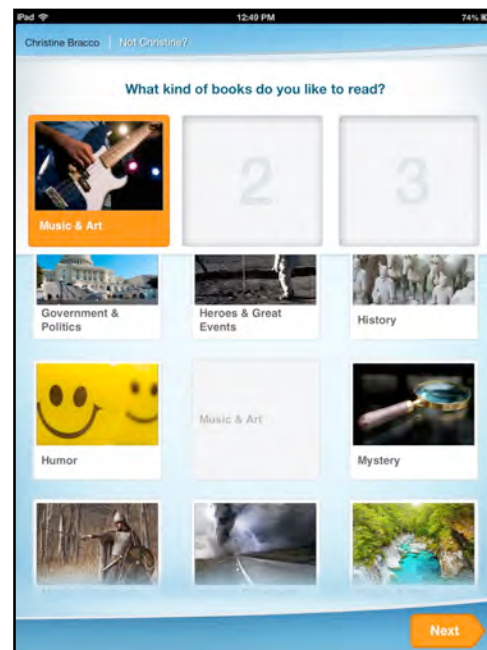 iPad 12:49 PM 74%
Christine Bracco | Not Christine?
What kind of books do you like to read?
2 3
Music & Art
Government & Politics
Heroes & Great Events
History
Humor
Music & Art
Mystery
Next